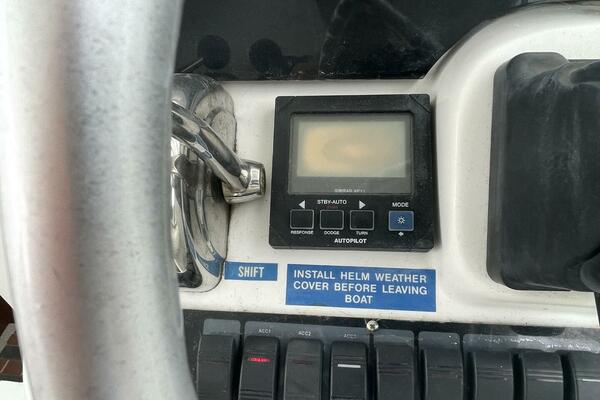 SIMRAD AP11
STBY-AUTO
MODE
RESPONSE DODGE TURN
AUTOPILOT
SHIFT
INSTALL HELM WEATHER
COVER BEFORE LEAVING
BOAT
ACC1 ACC2 ACC3